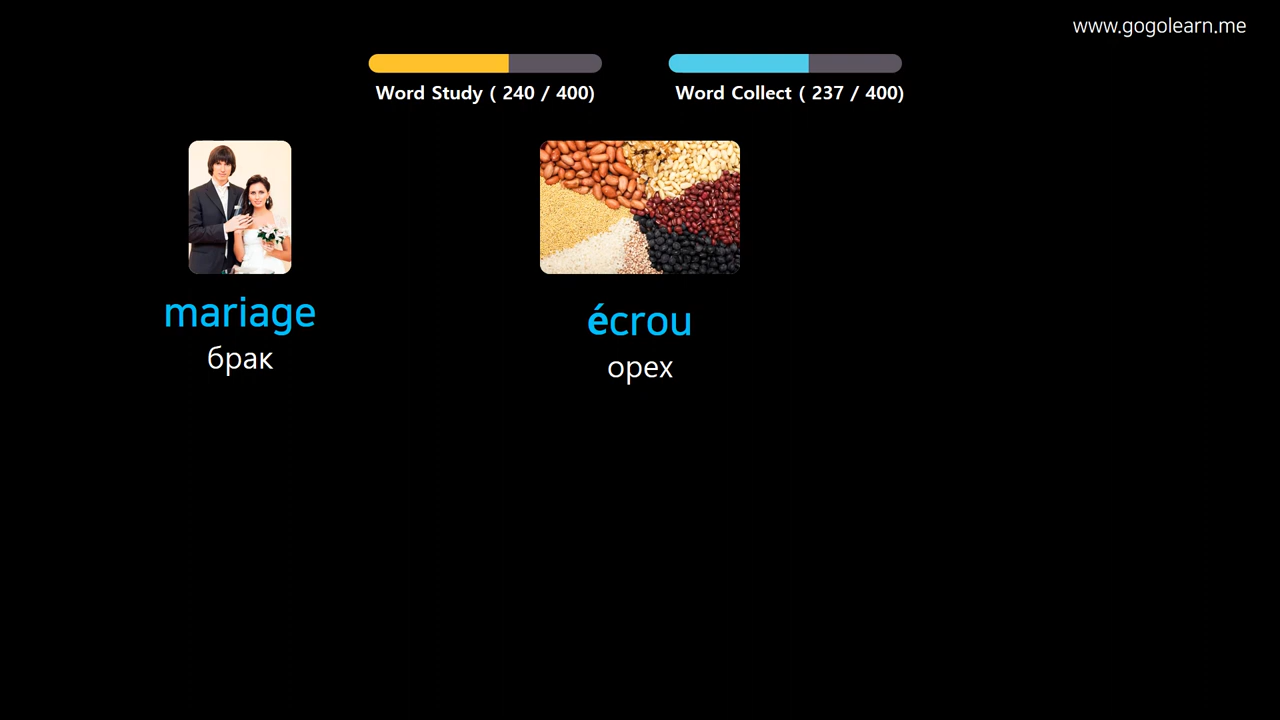 www.gogolearn.me
Word Study ( 240 / 400)
Word Collect ( 237 / 400)
mariage
брак
écrou
орех